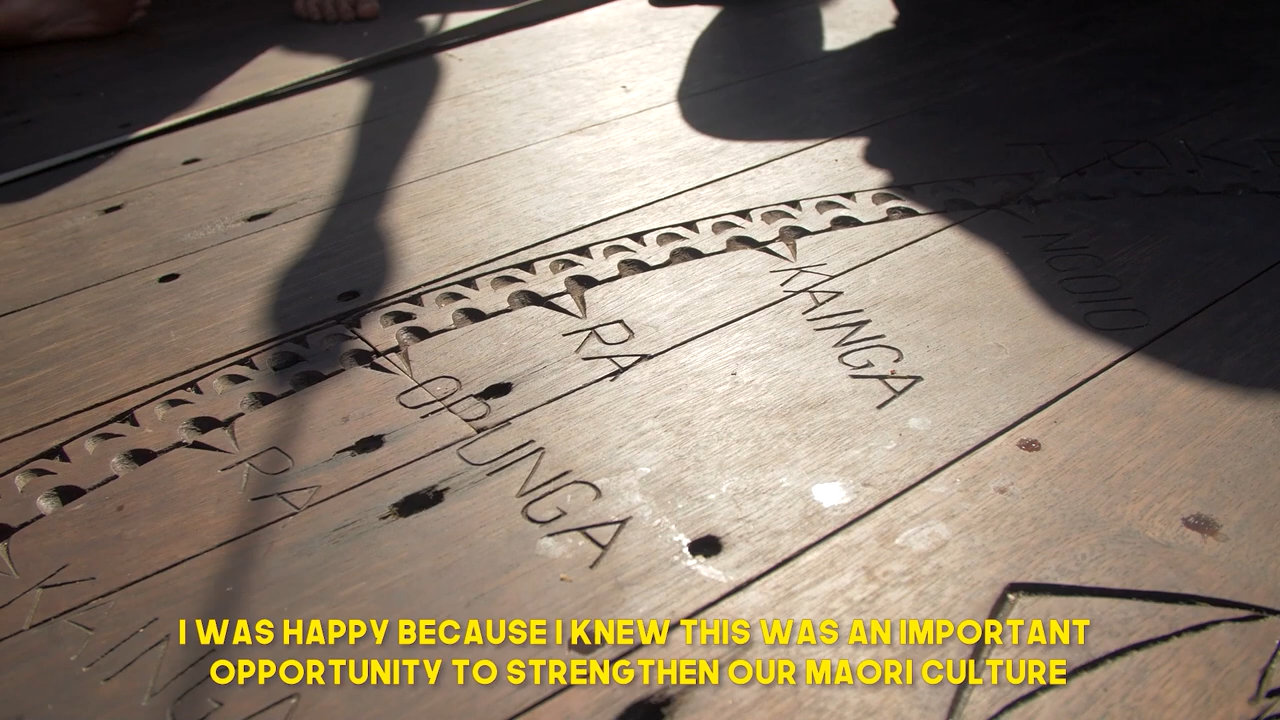 NGOIO
KAINGA
RA
OPUNGA
RA
KAINGA
I WAS HAPPY BECAUSE I KNEW THIS WAS AN IMPORTANT
OPPORTUNITY TO STRENGTHEN OUR MAORI CULTURE